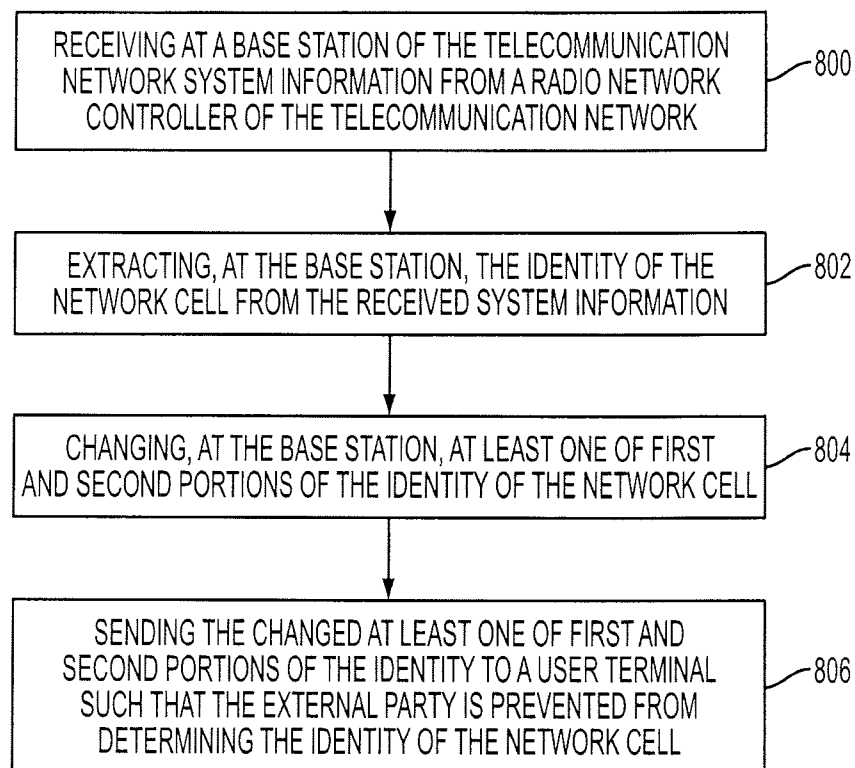 RECEIVING AT A BASE STATION OF THE TELECOMMUNICATION
NETWORK SYSTEM INFORMATION FROM A RADIO NETWORK
CONTROLLER OF THE TELECOMMUNICATION NETWORK
800
EXTRACTING, AT THE BASE STATION, THE IDENTITY OF THE
NETWORK CELL FROM THE RECEIVED SYSTEM INFORMATION
802
CHANGING, AT THE BASE STATION, AT LEAST ONE OF FIRST
AND SECOND PORTIONS OF THE IDENTITY OF THE NETWORK CELL
804
SENDING THE CHANGED AT LEAST ONE OF FIRST AND
SECOND PORTIONS OF THE IDENTITY TO A USER TERMINAL
SUCH THAT THE EXTERNAL PARTY IS PREVENTED FROM
DETERMINING THE IDENTITY OF THE NETWORK CELL
806